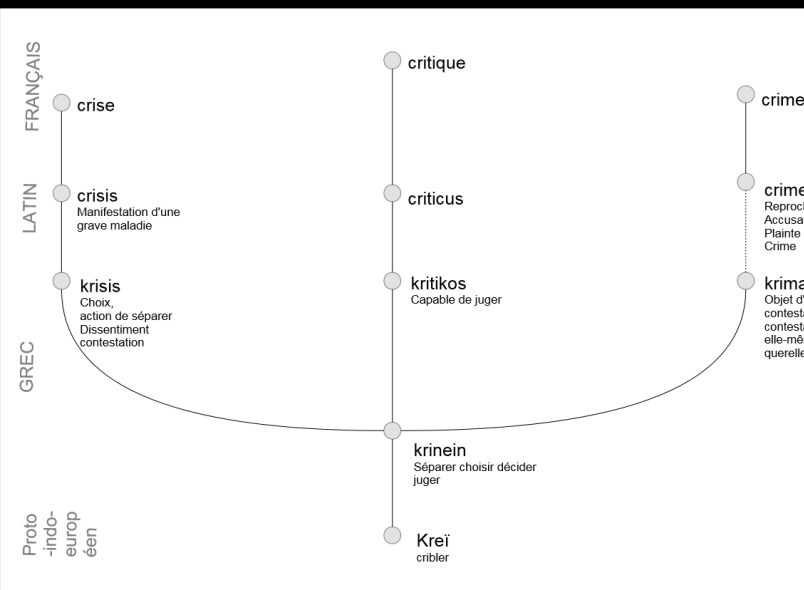 FRANÇAIS
crise
critique
crime
LATIN
crisis
Manifestation d'une
grave maladie
criticus
Plainte
Crime
GREC
krisis
Choix,
action de séparer
Dissentiment
contestation
kritikos
Capable de juger
Objet
krinein
Séparer choisir décider
juger
Proto
-indo-
europ
éen
Kreï
cribler